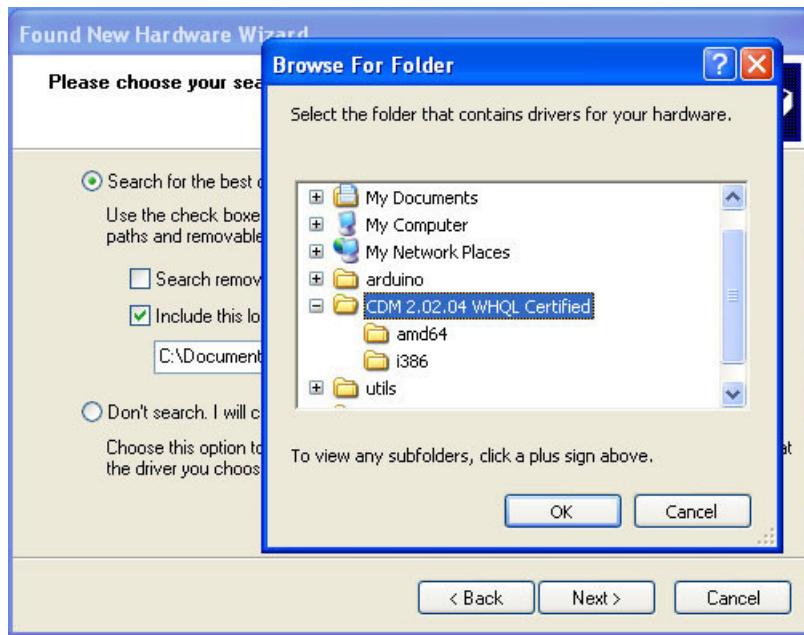 Found New Hardware Wizard
Please choose your sea
Search for the best
Use the check boxe
paths and removable
Search remov
Include this lo
C:\Document
Don't search. I will c
Choose this option to
at
the driver you choos
Browse For Folder
Select the folder that contains drivers for your hardware.
My Documents
My Computer
My Network Places
arduino
CDM 2.02.04 WHQL Certified
amd64
i386
utils
To view any subfolders, click a plus sign above.
OK
Cancel
< Back
Next >
Cancel